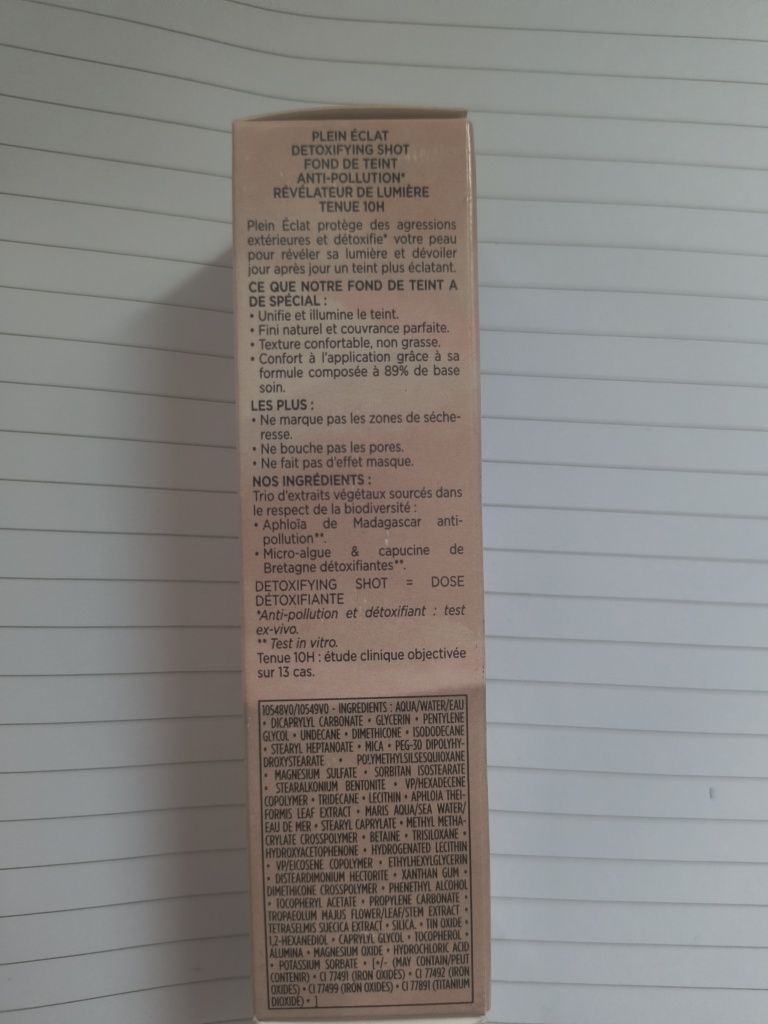 PLEIN ÉCLAT
DETOXIFYING SHOT
FOND DE TEINT
ANTI-POLLUTION*
RÉVÉLATEUR DE LUMIÈRE
TENUE 10H
Plein Éclat protège des agressions
extérieures et détoxifie* votre peau
pour révéler sa lumière et dévoiler
jour après jour un teint plus éclatant.
CE QUE NOTRE FOND DE TEINT A
DE SPÉCIAL :
• Unifie et illumine le teint.
• Fini naturel et couvrance parfaite.
• Texture confortable, non grasse.
• Confort à l'application grâce à sa
formule composée à 89% de base
soin.
LES PLUS :
• Ne marque pas les zones de séche-
resse.
• Ne bouche pas les pores.
• Ne fait pas d'effet masque.
NOS INGRÉDIENTS :
Trio d'extraits végétaux sourcés dans
le respect de la biodiversité :
• Aphloïa de Madagascar anti-
pollution**.
• Micro-algue & capucine de
Bretagne détoxifiantes**.
DETOXIFYING SHOT = DOSE
DÉTOXIFIANTE
*Anti-pollution et détoxifiant : test
ex-vivo.
** Test in vitro.
Tenue 10H : étude clinique objectivée
sur 13 cas.
10548V0/10549V0 - INGREDIENTS : AQUA/WATER/EAU
• DICAPRYLYL CARBONATE • GLYCERIN • PENTYLENE
GLYCOL • UNDECANE • DIMETHICONE • ISODODECANE
• STEARYL HEPTANOATE • MICA • PEG-30 DIPOLYHY-
DROXYSTEARATE • POLYMETHYLSILSESQUIOXANE
• MAGNESIUM SULFATE • SORBITAN ISOSTEARATE
• STEARALKONIUM BENTONITE • VP/HEXADECENE
COPOLYMER • TRIDECANE • LECITHIN • APHLOIA THEI-
FORMIS LEAF EXTRACT • MARIS AQUA/SEA WATER/
EAU DE MER • STEARYL CAPRYLATE • METHYL METHA-
CRYLATE CROSSPOLYMER • BETAINE • TRISILOXANE •
HYDROXYACETOPHENONE • HYDROGENATED LECITHIN
• VP/EICOSENE COPOLYMER • ETHYLHEXYLGLYCERIN
• DISTEARDIMONIUM HECTORITE • XANTHAN GUM •
DIMETHICONE CROSSPOLYMER • PHENETHYL ALCOHOL
• TOCOPHERYL ACETATE • PROPYLENE CARBONATE •
TROPAEOLUM MAJUS FLOWER/LEAF/STEM EXTRACT •
TETRASELMIS SUECICA EXTRACT • SILICA. • TIN OXIDE •
1,2-HEXANEDIOL • CAPRYLYL GLYCOL • TOCOPHEROL •
ALUMINA • MAGNESIUM OXIDE • HYDROCHLORIC ACID
• POTASSIUM SORBATE • [+/- (MAY CONTAIN/PEUT
CONTENIR) • CI 77491 (IRON OXIDES) • CI 77492 (IRON
OXIDES) • CI 77499 (IRON OXIDES) • CI 77891 (TITANIUM
DIOXIDE) • ]